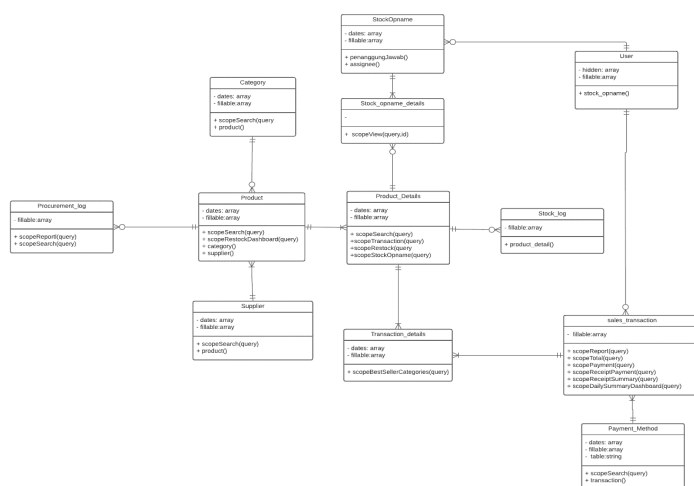 StockOpname
- dates: array
- fillable:array
+ penanggungJawab()
+ assignee()
User
- hidden: array
- fillable:array
+ stock_opname()
Category
- dates: array
- fillable:array
+ scopeSearch(query
+ product()
Stock_opname_details
-
+ scopeView(query,id)
Procurement_log
- fillable:array
+ scopeReport(query)
+ scopeSearch(query)
Product
- dates: array
- fillable:array
+ scopeSearch(query)
+ scopeRestockDashboard(query)
+ category()
+ supplier()
Product_Details
- dates: array
- fillable:array
+ scopeSearch(query)
+scopeTransaction(query)
+scopeRestock(query
+scopeStockOpname(query)
Stock_log
- fillable:array
+ product_detail()
Supplier
- dates: array
- fillable:array
+ scopeSearch(query)
+ product()
Transaction_details
- dates: array
- fillable:array
+ scopeBestSellerCategories(query)
sales_transaction
- fillable:array
+ scopeReport(query)
+ scopeTotal(query)
+ scopePayment(query)
+ scopeReceiptPayment(query)
+ scopeReceiptSummary(query)
+ scopeDailySummaryDashboard(query)
Payment_Method
- dates: array
- fillable:array
- table:string
+ scopeSearch(query)
+ transaction()